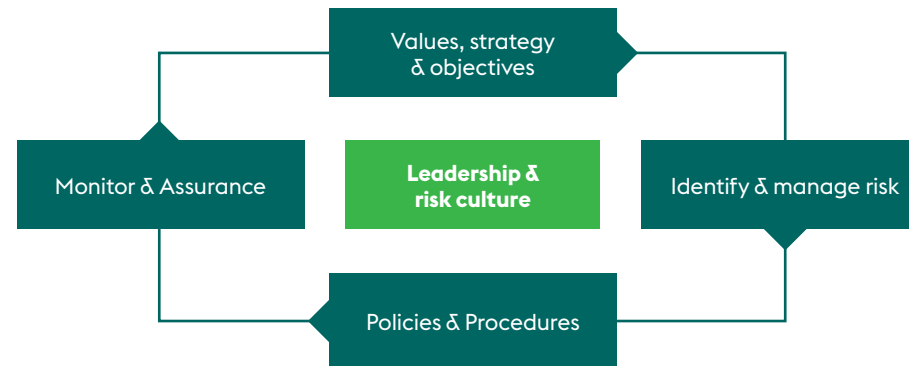 Values, strategy
& objectives
Monitor & Assurance
Leadership &
risk culture
Identify & manage risk
Policies & Procedures